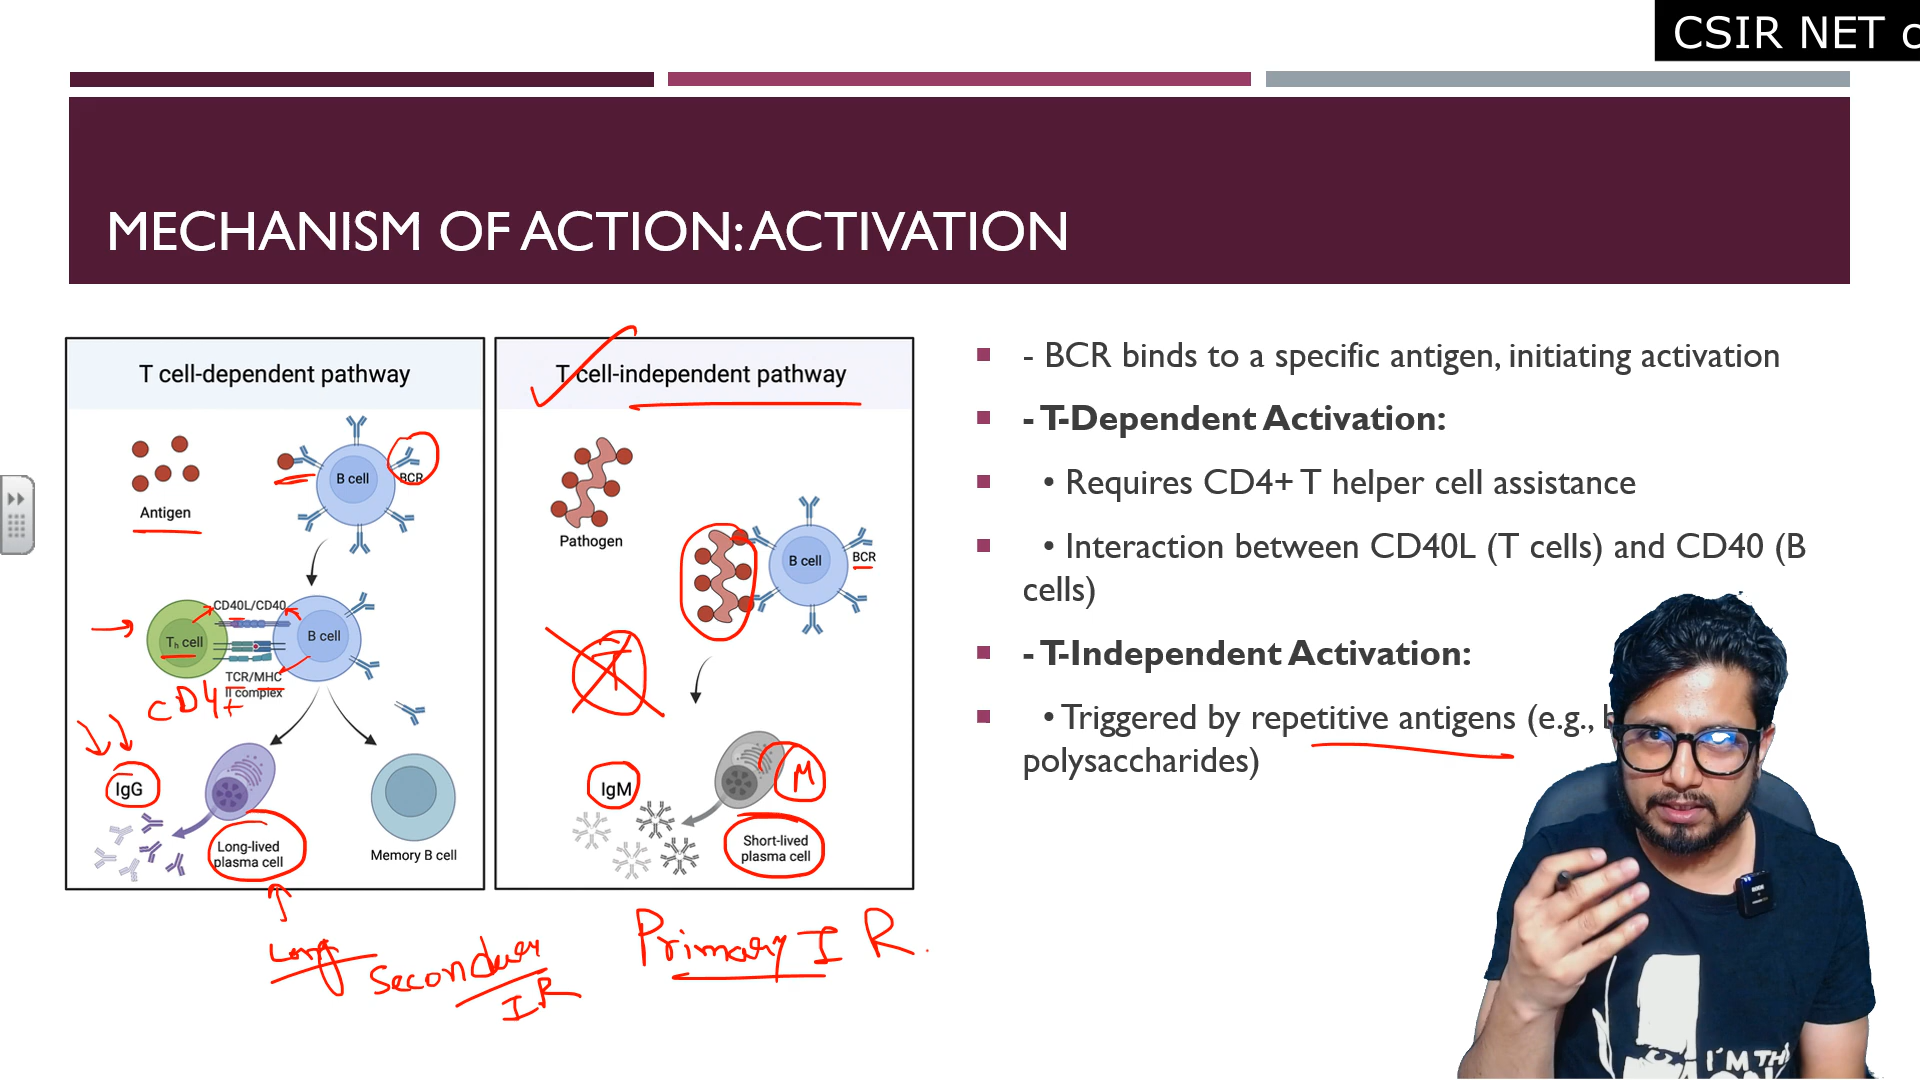 CSIR NET
MECHANISM OF ACTION: ACTIVATION
T cell-dependent pathway
Antigen
B cell
BCR
CD40L/CD40
Th cell
B cell
TCR/MHC
II complex
CD4+
IgG
Long-lived
plasma cell
Memory B cell
Long
Secondary
IR
T cell-independent pathway
Pathogen
B cell
BCR
T
IgM
M
Short-lived
plasma cell
Primary I R.
- BCR binds to a specific antigen, initiating activation
- T-Dependent Activation:
• Requires CD4+ T helper cell assistance
• Interaction between CD40L (T cells) and CD40 (B
cells)
- T-Independent Activation:
• Triggered by repetitive antigens (e.g.,
polysaccharides)
I'M TH